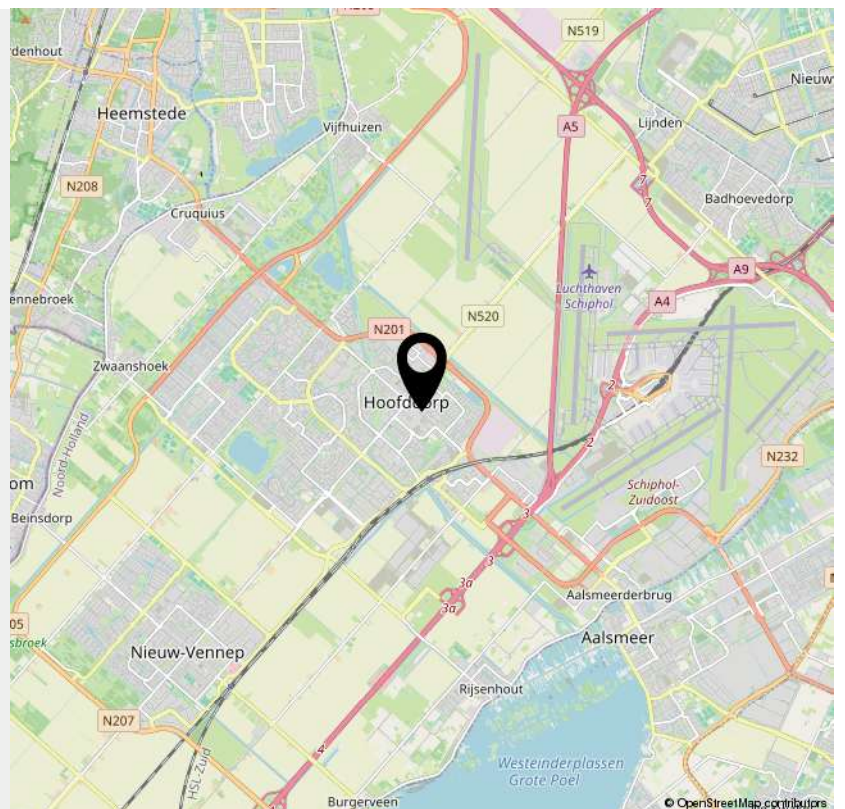 N519
Nieuw
denhout
Heemstede
Vijfhuizen
A5
Lijnden
N208
7
7
Badhoevedorp
Cruquius
A9
Luchthaven
Schiphol
A4
ennebroek
N520
N201
Zwaanshoek
2
Hoofddorp
2
Noord-Holland
N232
om
Schiphol-
Zuidoost
Beinsdorp
3
3
3a
3a
Aalsmeerderbrug
05
Aalsmeer
sbroek
Nieuw-Vennep
Rijsenhout
N207
4
HSL-Zuid
Westeinderplassen
Grote Poel
Burgerveen
© OpenStreetMap contributors